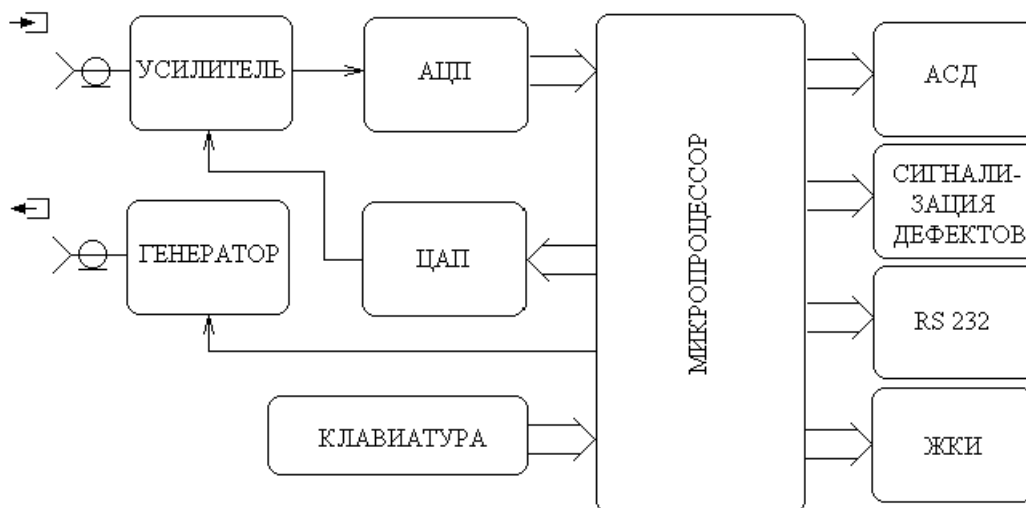 УСИЛИТЕЛЬ
АЦП
МИКРОПРОЦЕССОР
АСД
СИГНАЛИ-
ЗАЦИЯ
ДЕФЕКТОВ
ГЕНЕРАТОР
ЦАП
RS 232
КЛАВИАТУРА
ЖКИ